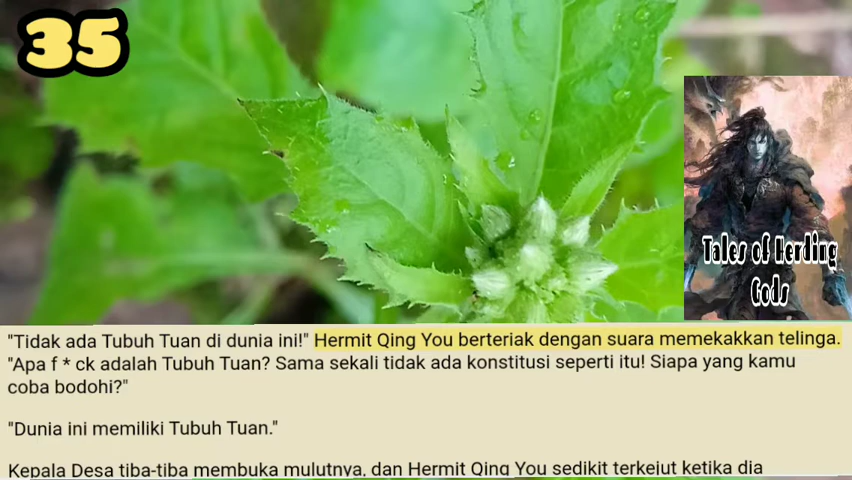 35
Tales of Herding
Gods
"Tidak ada Tubuh Tuan di dunia ini!" Hermit Qing You berteriak dengan suara memekakkan telinga.
"Apa f * ck adalah Tubuh Tuan? Sama sekali tidak ada konstitusi seperti itu! Siapa yang kamu
coba bodohi?"
"Dunia ini memiliki Tubuh Tuan."
Kepala Desa tiba-tiba membuka mulutnya, dan Hermit Qing You sedikit terkejut ketika dia